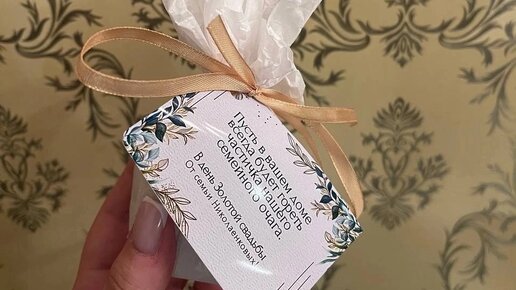 Пусть в вашем доме
всегда будет гореть
частичка нашего
семейного очага.
В день Золотой свадьбы
От семьи Николаенковых!